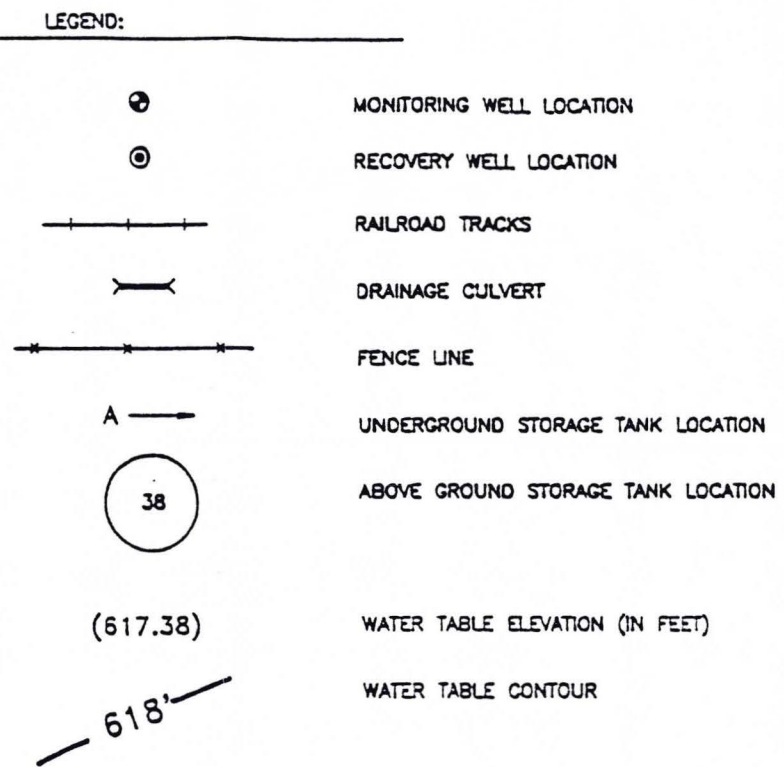 LEGEND:
MONITORING WELL LOCATION
RECOVERY WELL LOCATION
RAILROAD TRACKS
DRAINAGE CULVERT
FENCE LINE
A UNDERGROUND STORAGE TANK LOCATION
38 ABOVE GROUND STORAGE TANK LOCATION
(617.38) WATER TABLE ELEVATION (IN FEET)
618' WATER TABLE CONTOUR